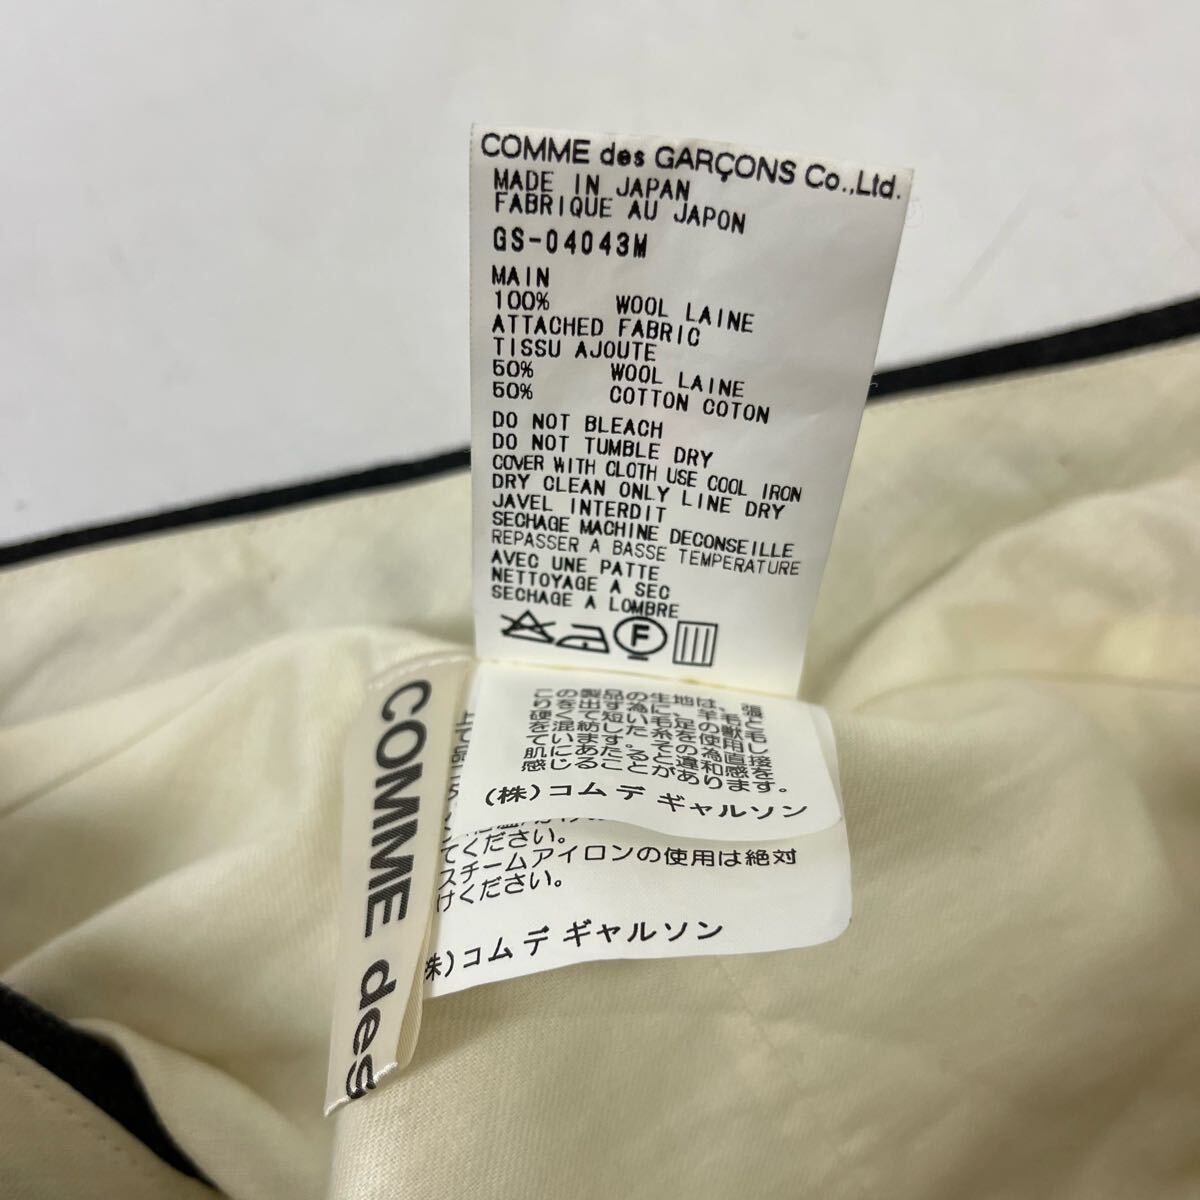 COMME des GARÇONS Co.,Ltd.
MADE IN JAPAN
FABRIQUE AU JAPON
GS-04043M
MAIN
100% WOOL LAINE
ATTACHED FABRIC
TISSU AJOUTE
50% WOOL LAINE
50% COTTON COTON
DO NOT BLEACH
DO NOT TUMBLE DRY
COVER WITH CLOTH USE COOL IRON
DRY CLEAN ONLY LINE DRY
JAVEL INTERDIT
SECHAGE MACHINE DECONSEILLE
REPASSER A BASSE TEMPERATURE
AVEC UNE PATTE
NETTOYAGE A SEC
SECHAGE A LOMBRE
F
この製品の生地は、張
りを出す為に、羊毛と
硬くて短い毛足の獣毛
を混紡した糸を使用し
ています。その為直接
肌にあたると違和感を
感じることがあります。
(株)コム デ ギャルソン
てください。
スチームアイロンの使用は絶対
けください。
株)コム デ ギャルソン
COMME des